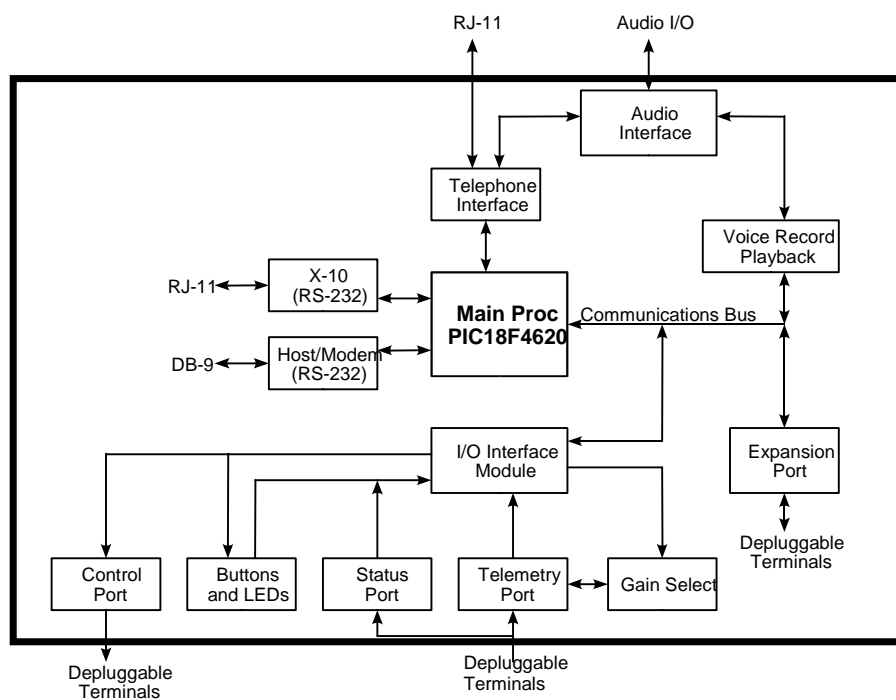 RJ-11
Audio I/O
Audio
Interface
Telephone
Interface
Voice Record
Playback
RJ-11
X-10
(RS-232)
Main Proc
PIC18F4620
Communications Bus
DB-9
Host/Modem
(RS-232)
I/O Interface
Module
Expansion
Port
Depluggable
Terminals
Control
Port
Buttons
and LEDs
Status
Port
Telemetry
Port
Gain Select
Depluggable
Terminals
Depluggable
Terminals